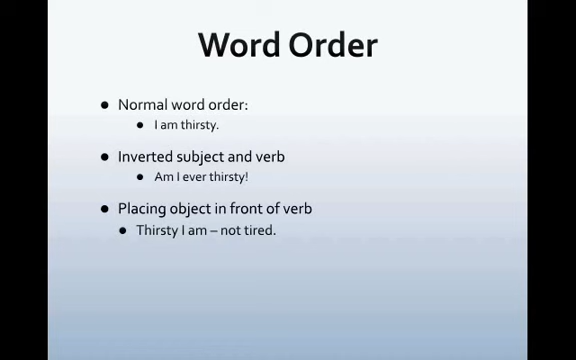 Word Order
● Normal word order:
● I am thirsty.
● Inverted subject and verb
● Am I ever thirsty!
● Placing object in front of verb
● Thirsty I am – not tired.